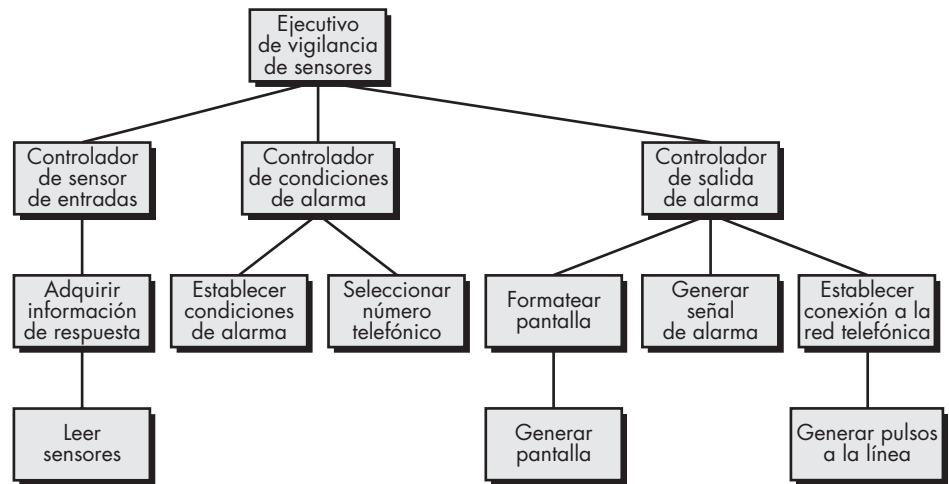 Ejecutivo
de vigilancia
de sensores
Controlador
de sensor
de entradas
Controlador
de condiciones
de alarma
Controlador
de salida
de alarma
Adquirir
información
de respuesta
Establecer
condiciones
de alarma
Seleccionar
número
telefónico
Formatear
pantalla
Generar
señal
de alarma
Establecer
conexión a la
red telefónica
Leer
sensores
Generar
pantalla
Generar pulsos
a la línea